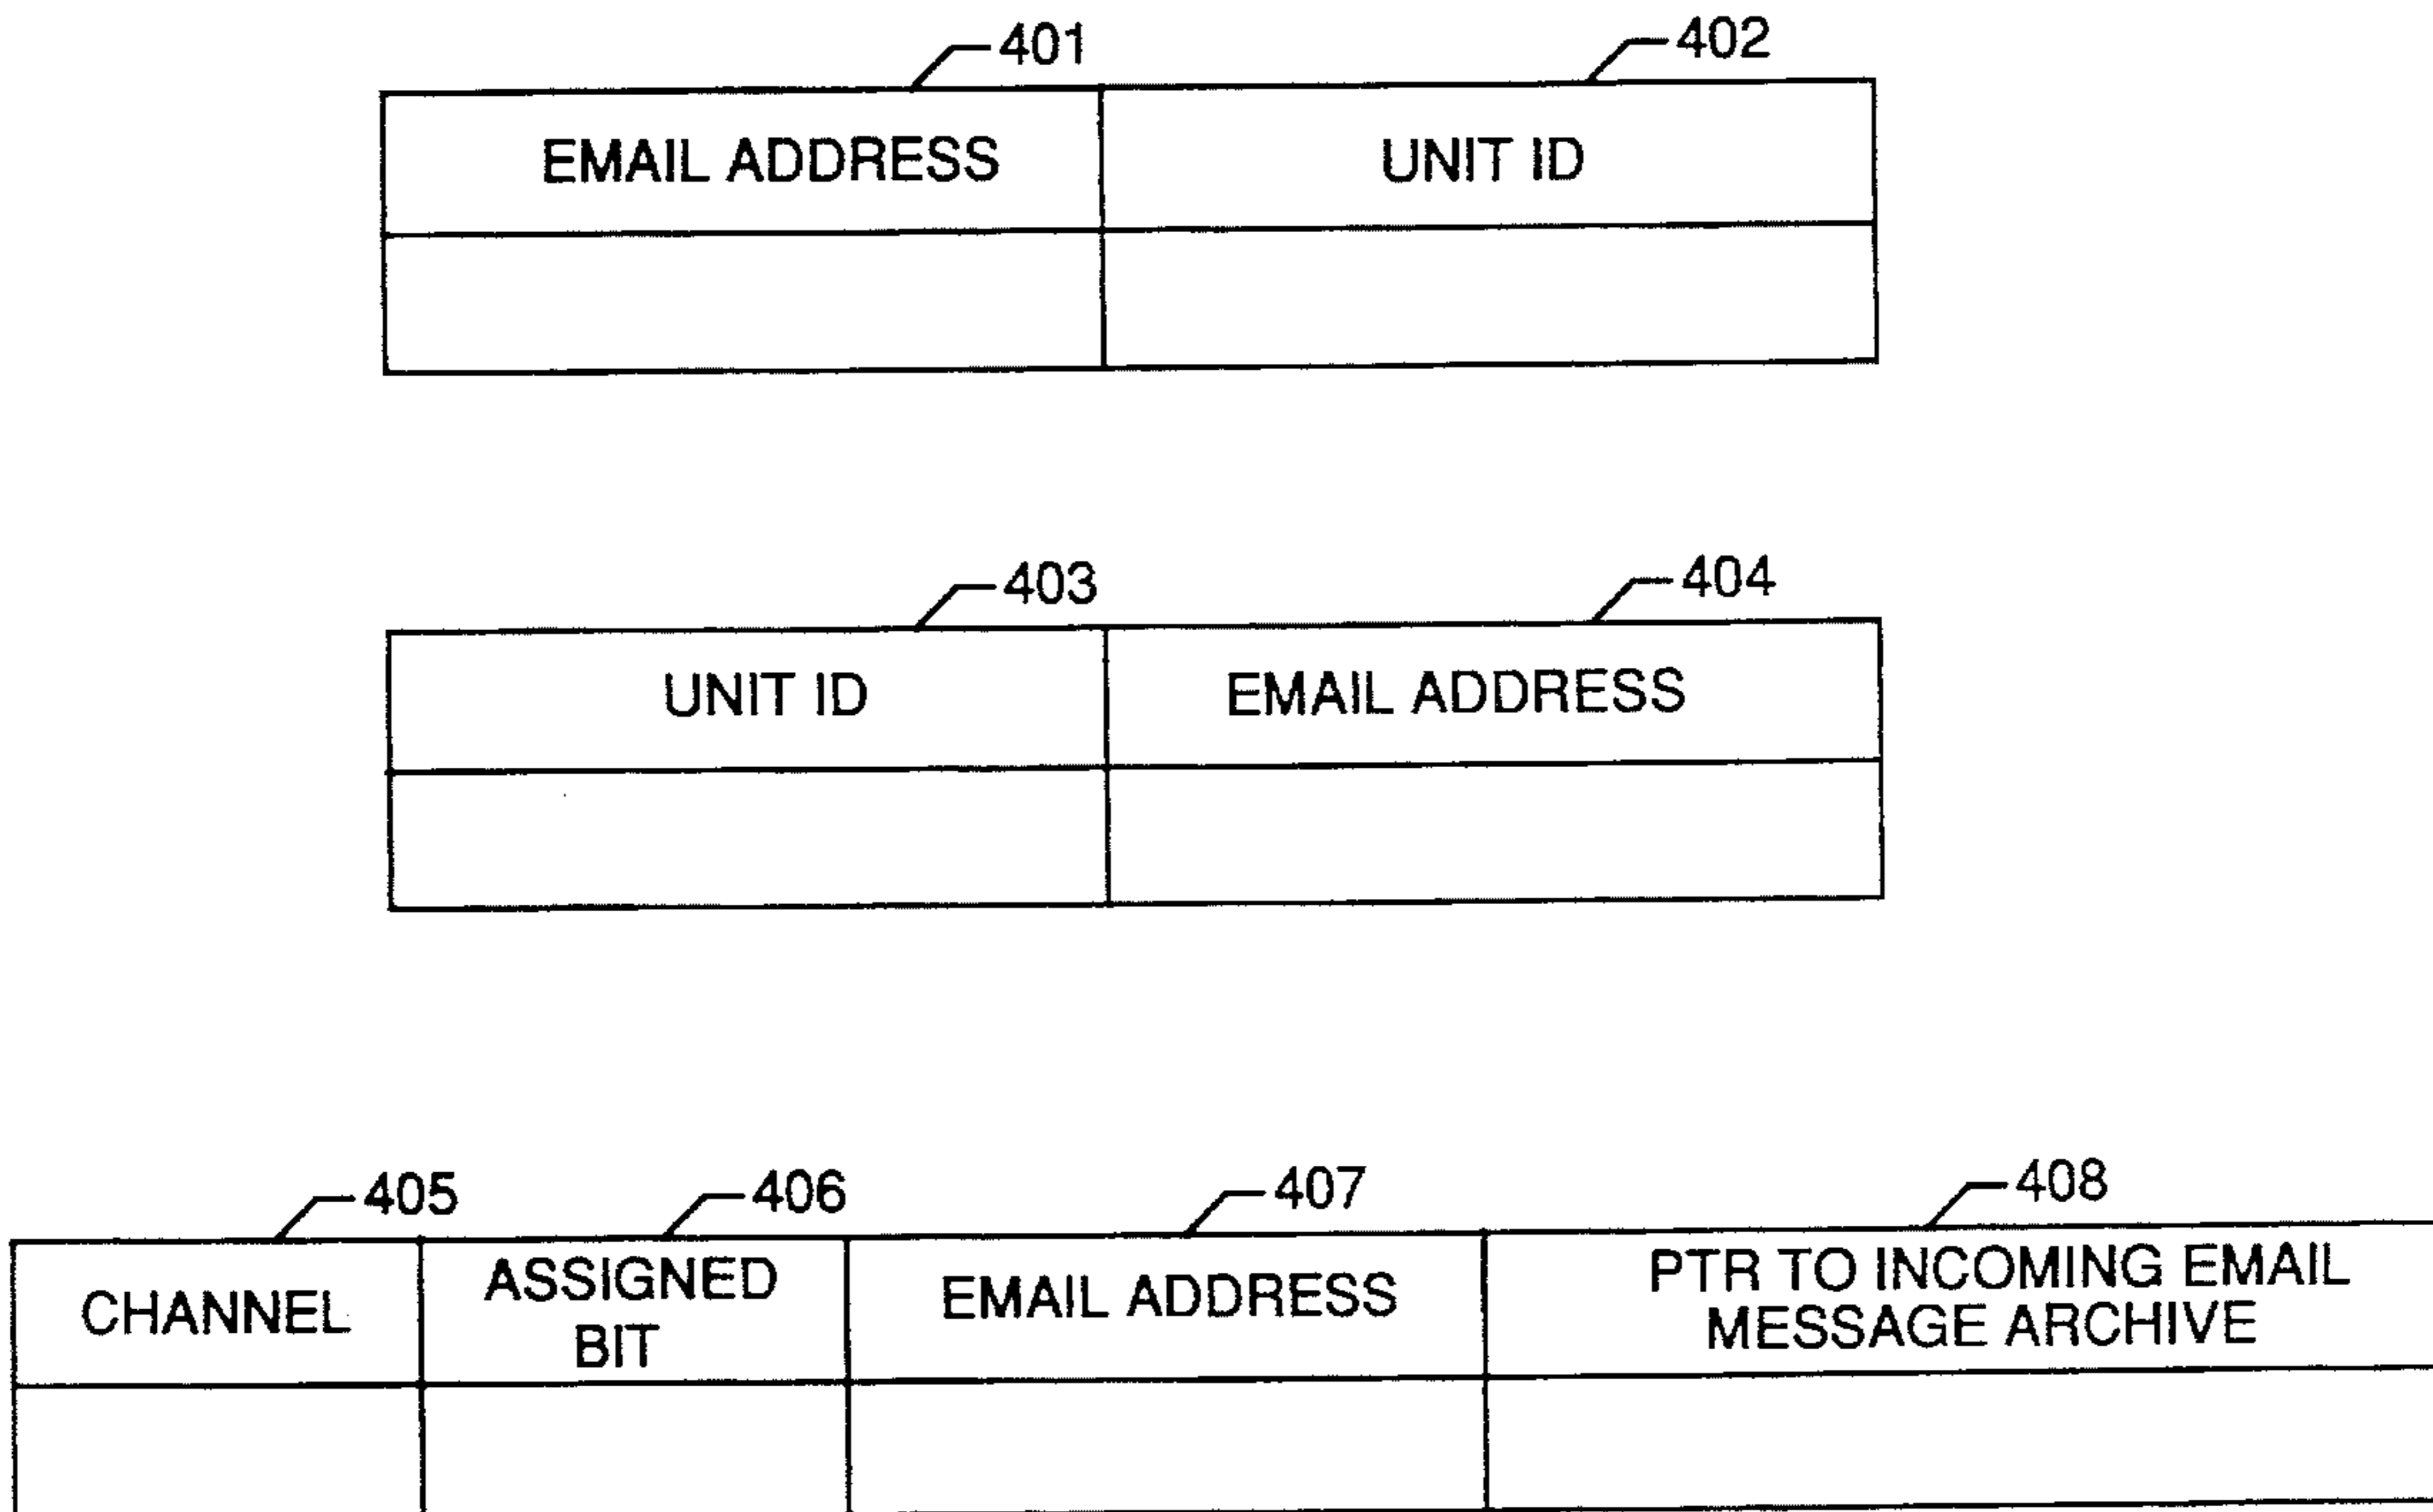 401
402
EMAIL ADDRESS
UNIT ID
403
404
UNIT ID
EMAIL ADDRESS
405
406
407
408
CHANNEL
ASSIGNED
BIT
EMAIL ADDRESS
PTR TO INCOMING EMAIL
MESSAGE ARCHIVE